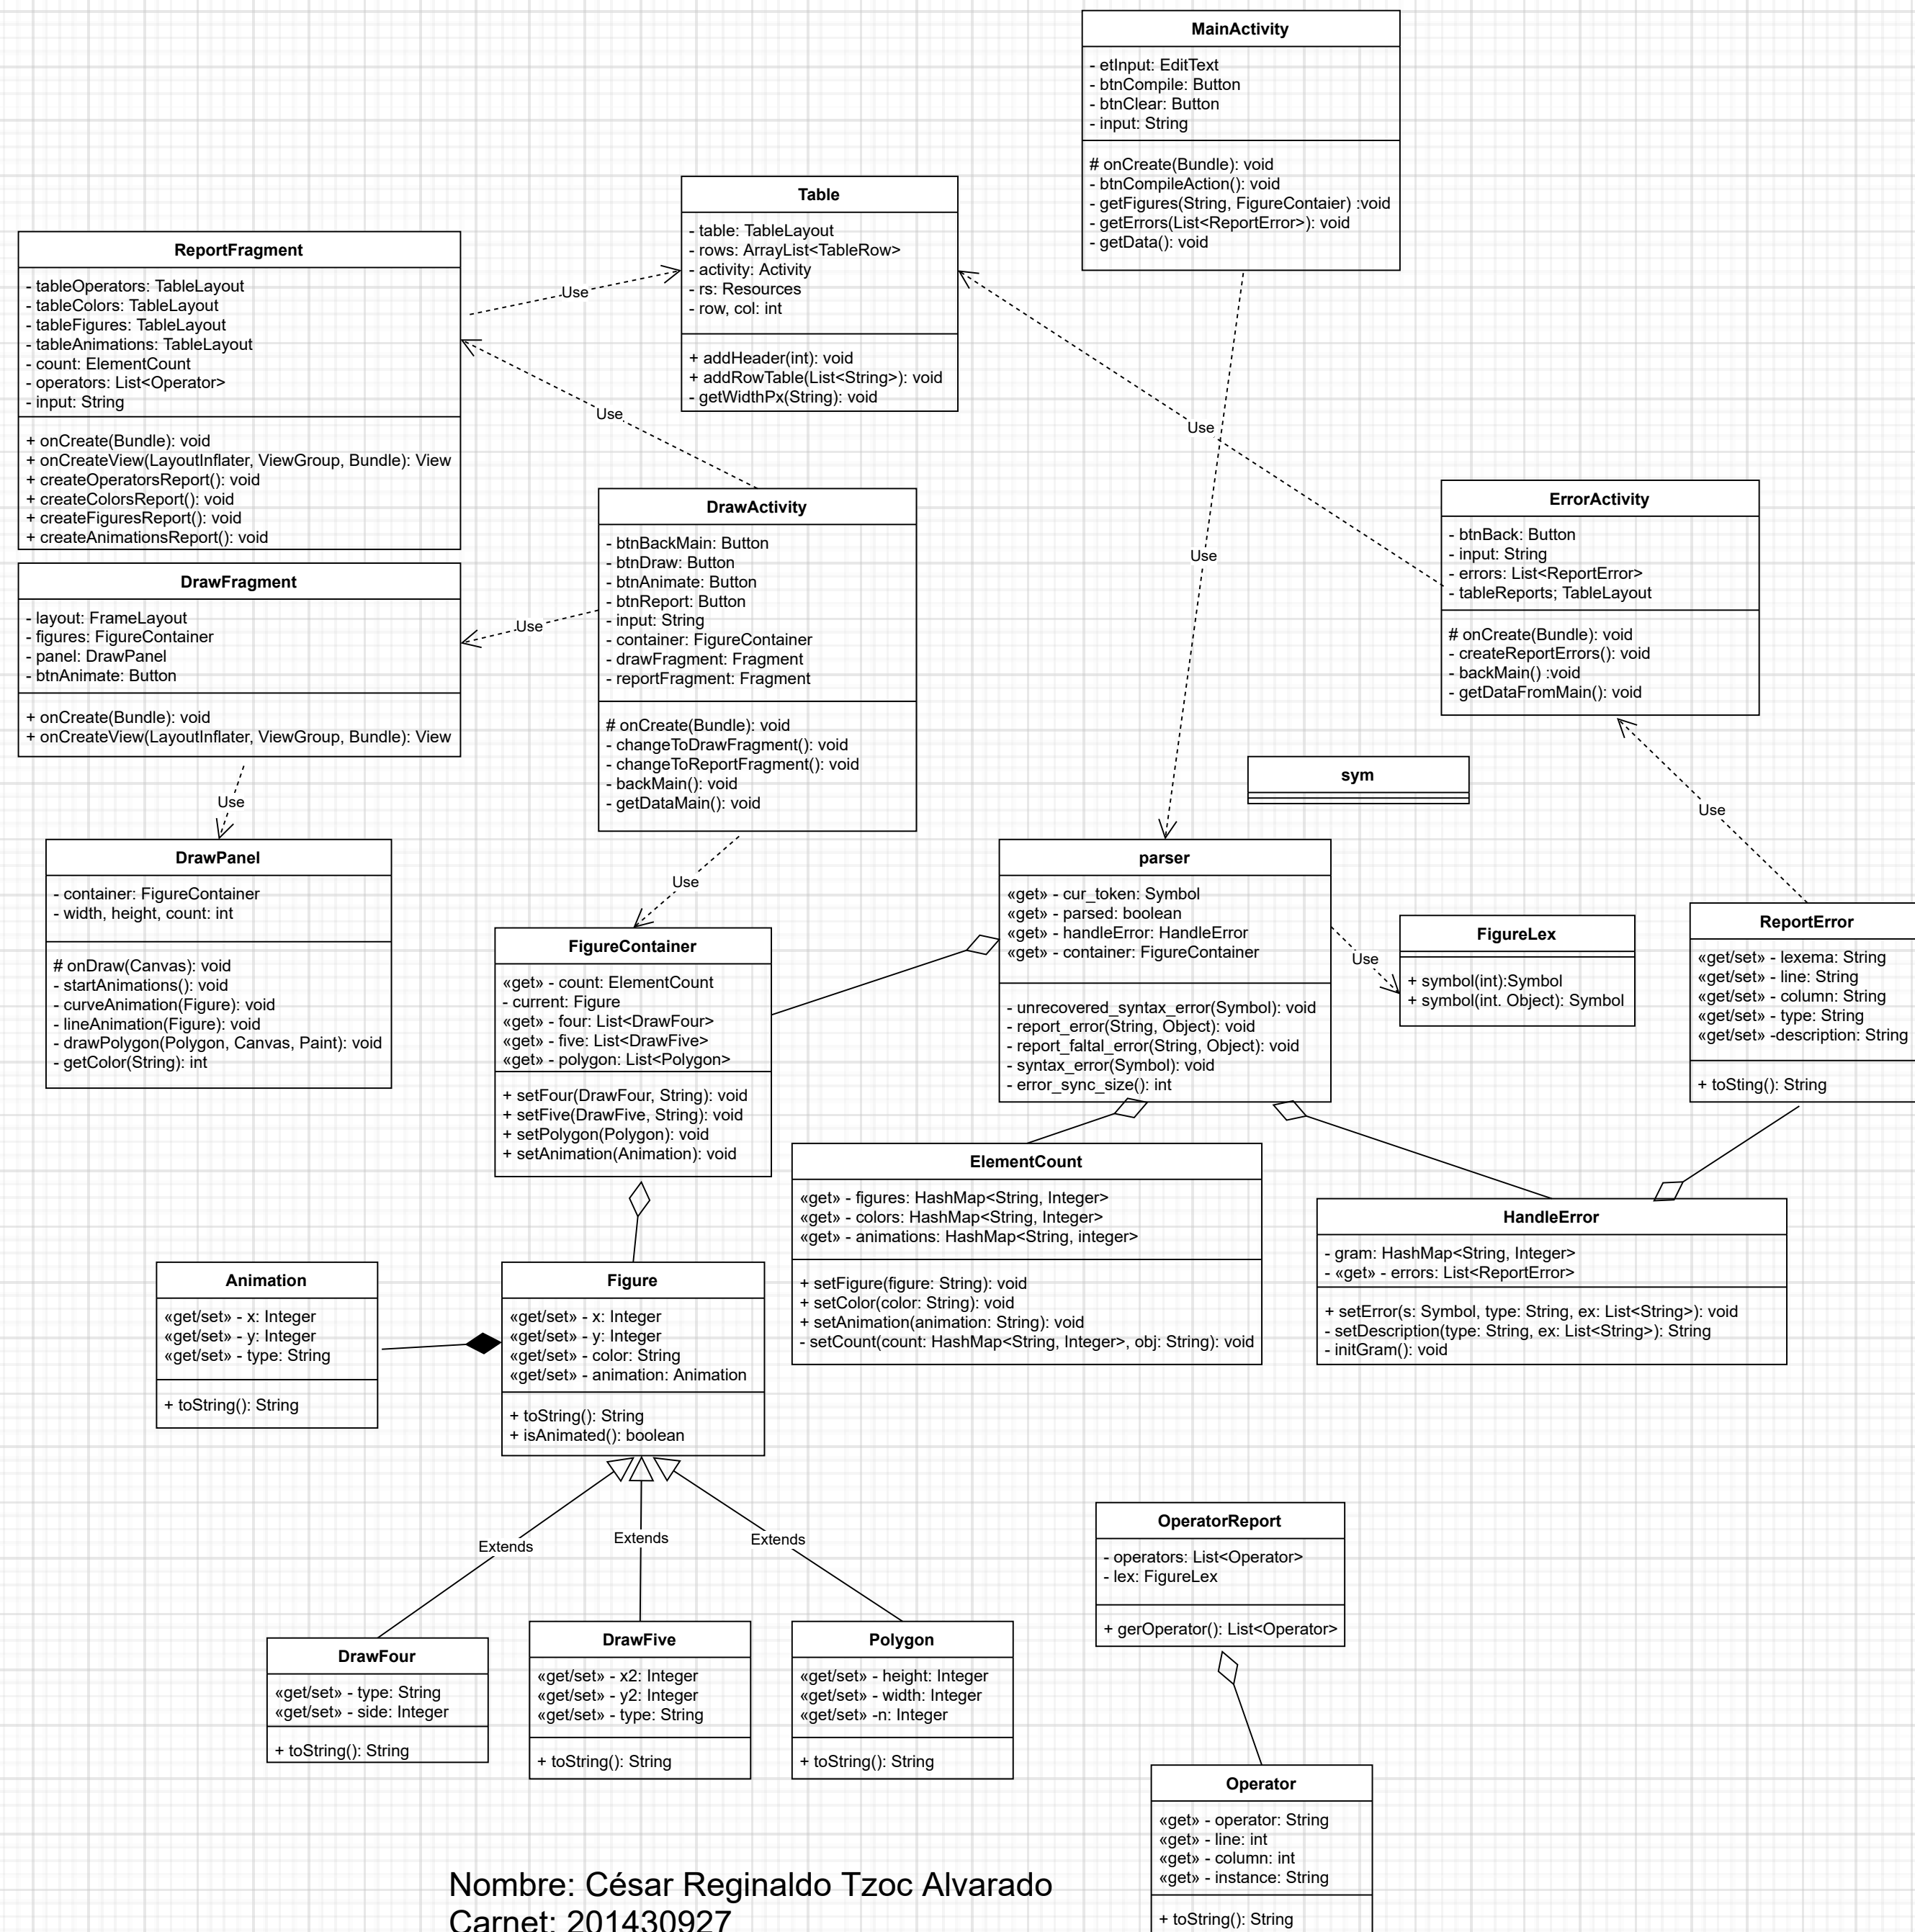 MainActivity
- etInput: EditText
- btnCompile: Button
- btnClear: Button
- input: String
# onCreate(Bundle): void
- btnCompileAction(): void
- getFigures(String, FigureContaier) :void
- getErrors(List<ReportError>): void
- getData(): void
Table
- table: TableLayout
- rows: ArrayList<TableRow>
- activity: Activity
- rs: Resources
- row, col: int
+ addHeader(int): void
+ addRowTable(List<String>): void
- getWidthPx(String): void
ReportFragment
- tableOperators: TableLayout
- tableColors: TableLayout
- tableFigures: TableLayout
- tableAnimations: TableLayout
- count: ElementCount
- operators: List<Operator>
- input: String
+ onCreate(Bundle): void
+ onCreateView(LayoutInflater, ViewGroup, Bundle): View
+ createOperatorsReport(): void
+ createColorsReport(): void
+ createFiguresReport(): void
+ createAnimationsReport(): void
Use
Use
Use
Use
DrawActivity
- btnBackMain: Button
- btnDraw: Button
- btnAnimate: Button
- btnReport: Button
- input: String
- container: FigureContainer
- drawFragment: Fragment
- reportFragment: Fragment
# onCreate(Bundle): void
- changeToDrawFragment(): void
- changeToReportFragment(): void
- backMain(): void
- getDataMain(): void
ErrorActivity
- btnBack: Button
- input: String
- errors: List<ReportError>
- tableReports; TableLayout
# onCreate(Bundle): void
- createReportErrors(): void
- backMain() :void
- getDataFromMain(): void
DrawFragment
- layout: FrameLayout
- figures: FigureContainer
- panel: DrawPanel
- btnAnimate: Button
+ onCreate(Bundle): void
+ onCreateView(LayoutInflater, ViewGroup, Bundle): View
Use
Use
Use
Use
Use
sym
DrawPanel
- container: FigureContainer
- width, height, count: int
# onDraw(Canvas): void
- startAnimations(): void
- curveAnimation(Figure): void
- lineAnimation(Figure): void
- drawPolygon(Polygon, Canvas, Paint): void
- getColor(String): int
parser
«get» - cur_token: Symbol
«get» - parsed: boolean
«get» - handleError: HandleError
«get» - container: FigureContainer
- unrecovered_syntax_error(Symbol): void
- report_error(String, Object): void
- report_faltal_error(String, Object): void
- syntax_error(Symbol): void
- error_sync_size(): int
FigureLex
+ symbol(int):Symbol
+ symbol(int. Object): Symbol
ReportError
«get/set» - lexema: String
«get/set» - line: String
«get/set» - column: String
«get/set» - type: String
«get/set» -description: String
+ toSting(): String
FigureContainer
«get» - count: ElementCount
- current: Figure
«get» - four: List<DrawFour>
«get» - five: List<DrawFive>
«get» - polygon: List<Polygon>
+ setFour(DrawFour, String): void
+ setFive(DrawFive, String): void
+ setPolygon(Polygon): void
+ setAnimation(Animation): void
ElementCount
«get» - figures: HashMap<String, Integer>
«get» - colors: HashMap<String, Integer>
«get» - animations: HashMap<String, integer>
+ setFigure(figure: String): void
+ setColor(color: String): void
+ setAnimation(animation: String): void
- setCount(count: HashMap<String, Integer>, obj: String): void
HandleError
- gram: HashMap<String, Integer>
- «get» - errors: List<ReportError>
+ setError(s: Symbol, type: String, ex: List<String>): void
- setDescription(type: String, ex: List<String>): String
- initGram(): void
Animation
«get/set» - x: Integer
«get/set» - y: Integer
«get/set» - type: String
+ toString(): String
Figure
«get/set» - x: Integer
«get/set» - y: Integer
«get/set» - color: String
«get/set» - animation: Animation
+ toString(): String
+ isAnimated(): boolean
Extends
Extends
Extends
DrawFour
«get/set» - type: String
«get/set» - side: Integer
+ toString(): String
DrawFive
«get/set» - x2: Integer
«get/set» - y2: Integer
«get/set» - type: String
+ toString(): String
Polygon
«get/set» - height: Integer
«get/set» - width: Integer
«get/set» -n: Integer
+ toString(): String
OperatorReport
- operators: List<Operator>
- lex: FigureLex
+ gerOperator(): List<Operator>
Operator
«get» - operator: String
«get» - line: int
«get» - column: int
«get» - instance: String
+ toString(): String
Nombre: César Reginaldo Tzoc Alvarado
Carnet: 201430927